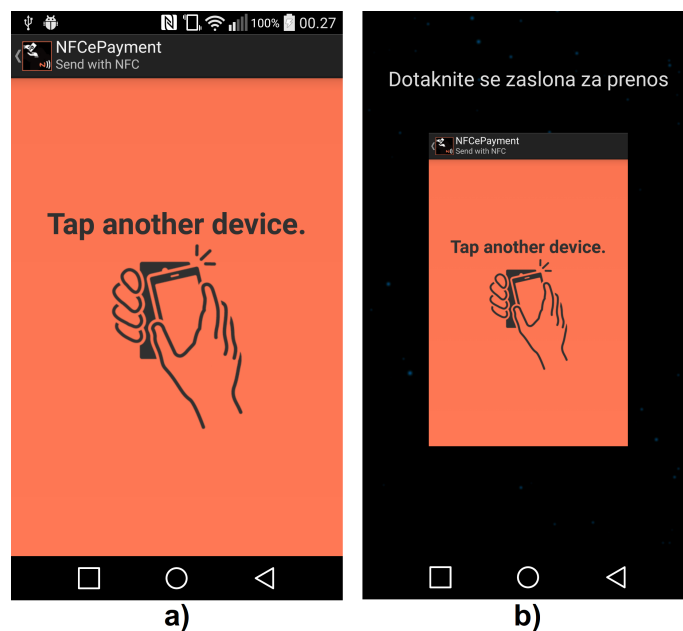 100% 00.27
NFCePayment
Send with NFC
Tap another device.
a)
Dotaknite se zaslona za prenos
NFCePayment
Send with NFC
Tap another device.
b)